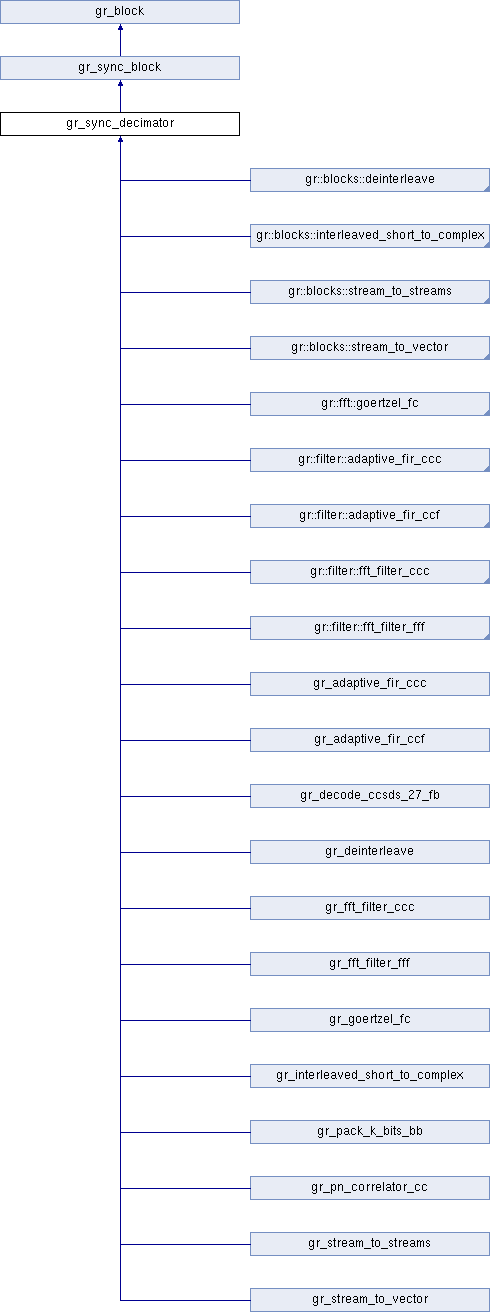 gr_block
gr_sync_block
gr_sync_decimator
gr::blocks::deinterleave
gr::blocks::interleaved_short_to_complex
gr::blocks::stream_to_streams
gr::blocks::stream_to_vector
gr::fft::goertzel_fc
gr::filter::adaptive_fir_ccc
gr::filter::adaptive_fir_ccf
gr::filter::fft_filter_ccc
gr::filter::fft_filter_fff
gr_adaptive_fir_ccc
gr_adaptive_fir_ccf
gr_decode_ccsds_27_fb
gr_deinterleave
gr_fft_filter_ccc
gr_fft_filter_fff
gr_goertzel_fc
gr_interleaved_short_to_complex
gr_pack_k_bits_bb
gr_pn_correlator_cc
gr_stream_to_streams
gr_stream_to_vector